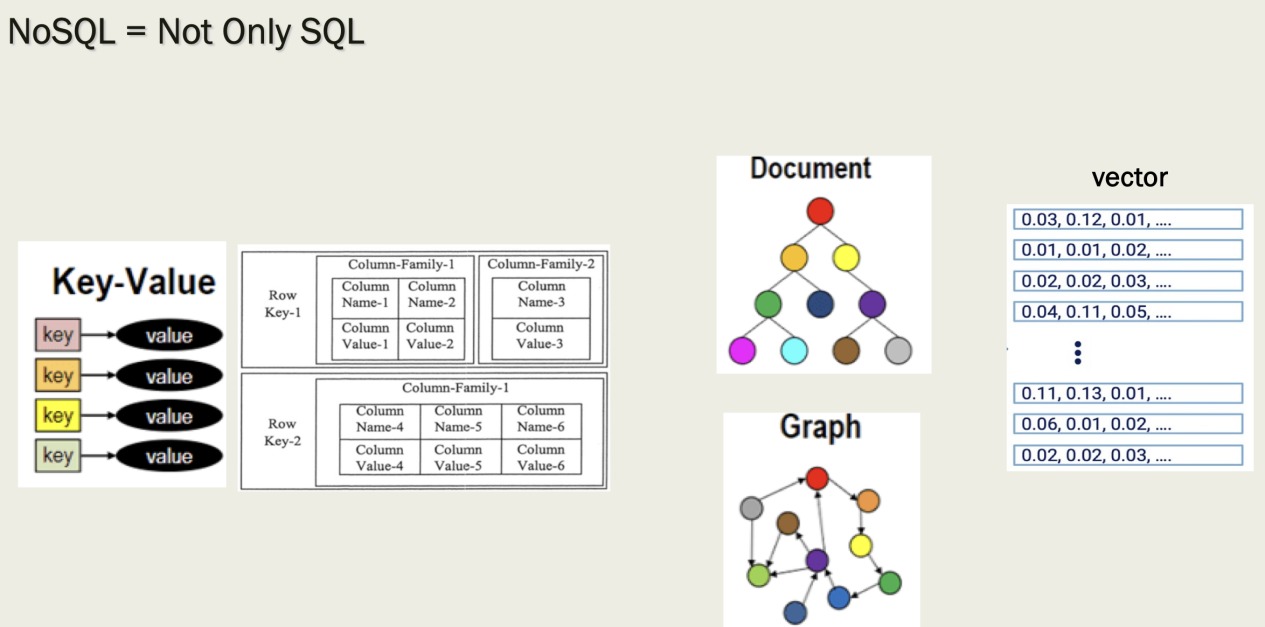 NoSQL = Not Only SQL
Key-Value
key value
key value
key value
key value
Column-Family-1 Column-Family-2
Row
Key-1
Column
Name-1
Column
Name-2
Column
Name-3
Column
Value-1
Column
Value-2
Column
Value-3
Column-Family-1
Row
Key-2
Column
Name-4
Column
Name-5
Column
Name-6
Column
Value-4
Column
Value-5
Column
Value-6
Document
Graph
vector
0.03, 0.12, 0.01, ....
0.01, 0.01, 0.02, ....
0.02, 0.02, 0.03, ....
0.04, 0.11, 0.05, ....
0.11, 0.13, 0.01, ....
0.06, 0.01, 0.02, ....
0.02, 0.02, 0.03, ....